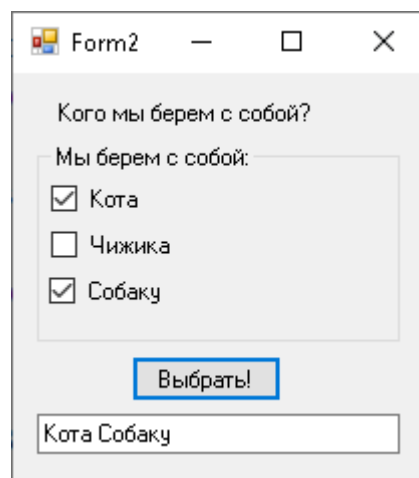 Form2
Кого мы берем с собой?
Мы берем с собой:
Кота
Чижика
Собаку
Выбрать!
Кота Собаку